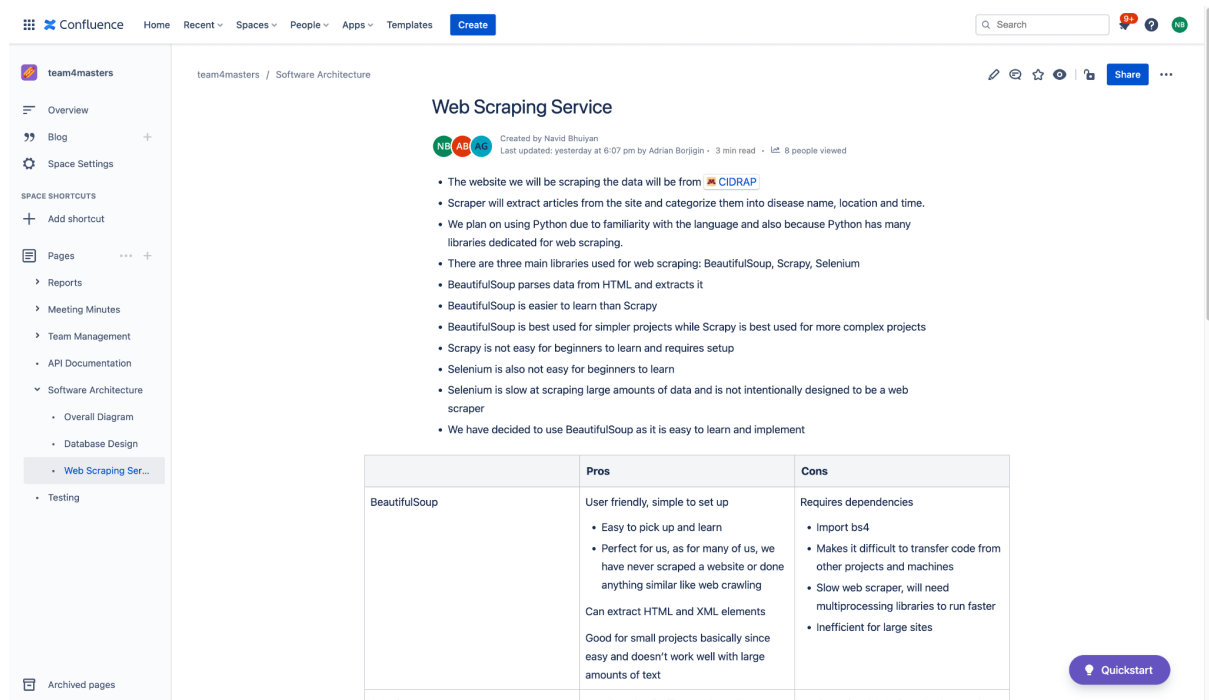 Confluence Home Recent Spaces People Apps Templates Create Search 9+ NB
team4masters
Overview
Blog
Space Settings
SPACE SHORTCUTS
Add shortcut
Pages
Reports
Meeting Minutes
Team Management
API Documentation
Software Architecture
Overall Diagram
Database Design
Web Scraping Ser...
Testing
Archived pages
team4masters / Software Architecture
Share
Web Scraping Service
NB AB AG
Created by Navid Bhuiyan
Last updated: yesterday at 6:07 pm by Adrian Borjigin • 3 min read • 8 people viewed
• The website we will be scraping the data will be from CIDRAP
• Scraper will extract articles from the site and categorize them into disease name, location and time.
• We plan on using Python due to familiarity with the language and also because Python has many
libraries dedicated for web scraping.
• There are three main libraries used for web scraping: BeautifulSoup, Scrapy, Selenium
• BeautifulSoup parses data from HTML and extracts it
• BeautifulSoup is easier to learn than Scrapy
• BeautifulSoup is best used for simpler projects while Scrapy is best used for more complex projects
• Scrapy is not easy for beginners to learn and requires setup
• Selenium is also not easy for beginners to learn
• Selenium is slow at scraping large amounts of data and is not intentionally designed to be a web
scraper
• We have decided to use BeautifulSoup as it is easy to learn and implement
Pros
Cons
BeautifulSoup
User friendly, simple to set up
• Easy to pick up and learn
• Perfect for us, as for many of us, we
have never scraped a website or done
anything similar like web crawling
Can extract HTML and XML elements
Good for small projects basically since
easy and doesn't work well with large
amounts of text
Requires dependencies
• Import bs4
• Makes it difficult to transfer code from
other projects and machines
• Slow web scraper, will need
multiprocessing libraries to run faster
• Inefficient for large sites
Quickstart